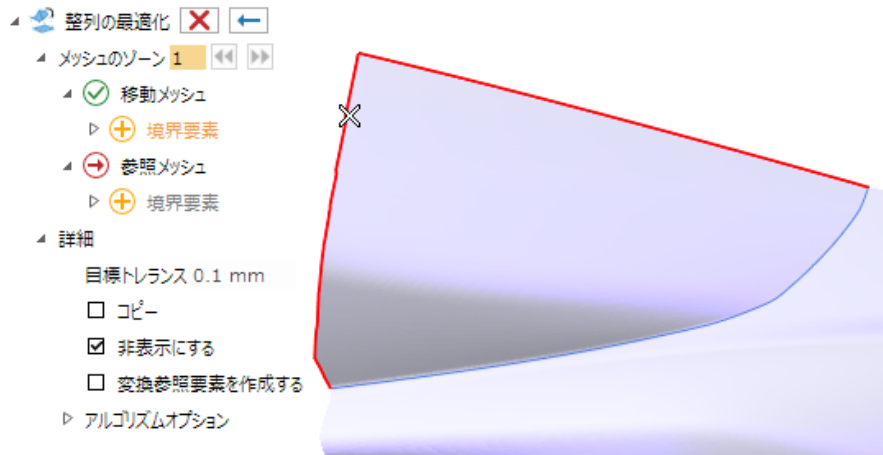 整列の最適化
メッシュのゾーン 1
移動メッシュ
境界要素
参照メッシュ
境界要素
詳細
目標トレランス 0.1 mm
コピー
非表示にする
変換参照要素を作成する
アルゴリズムオプション